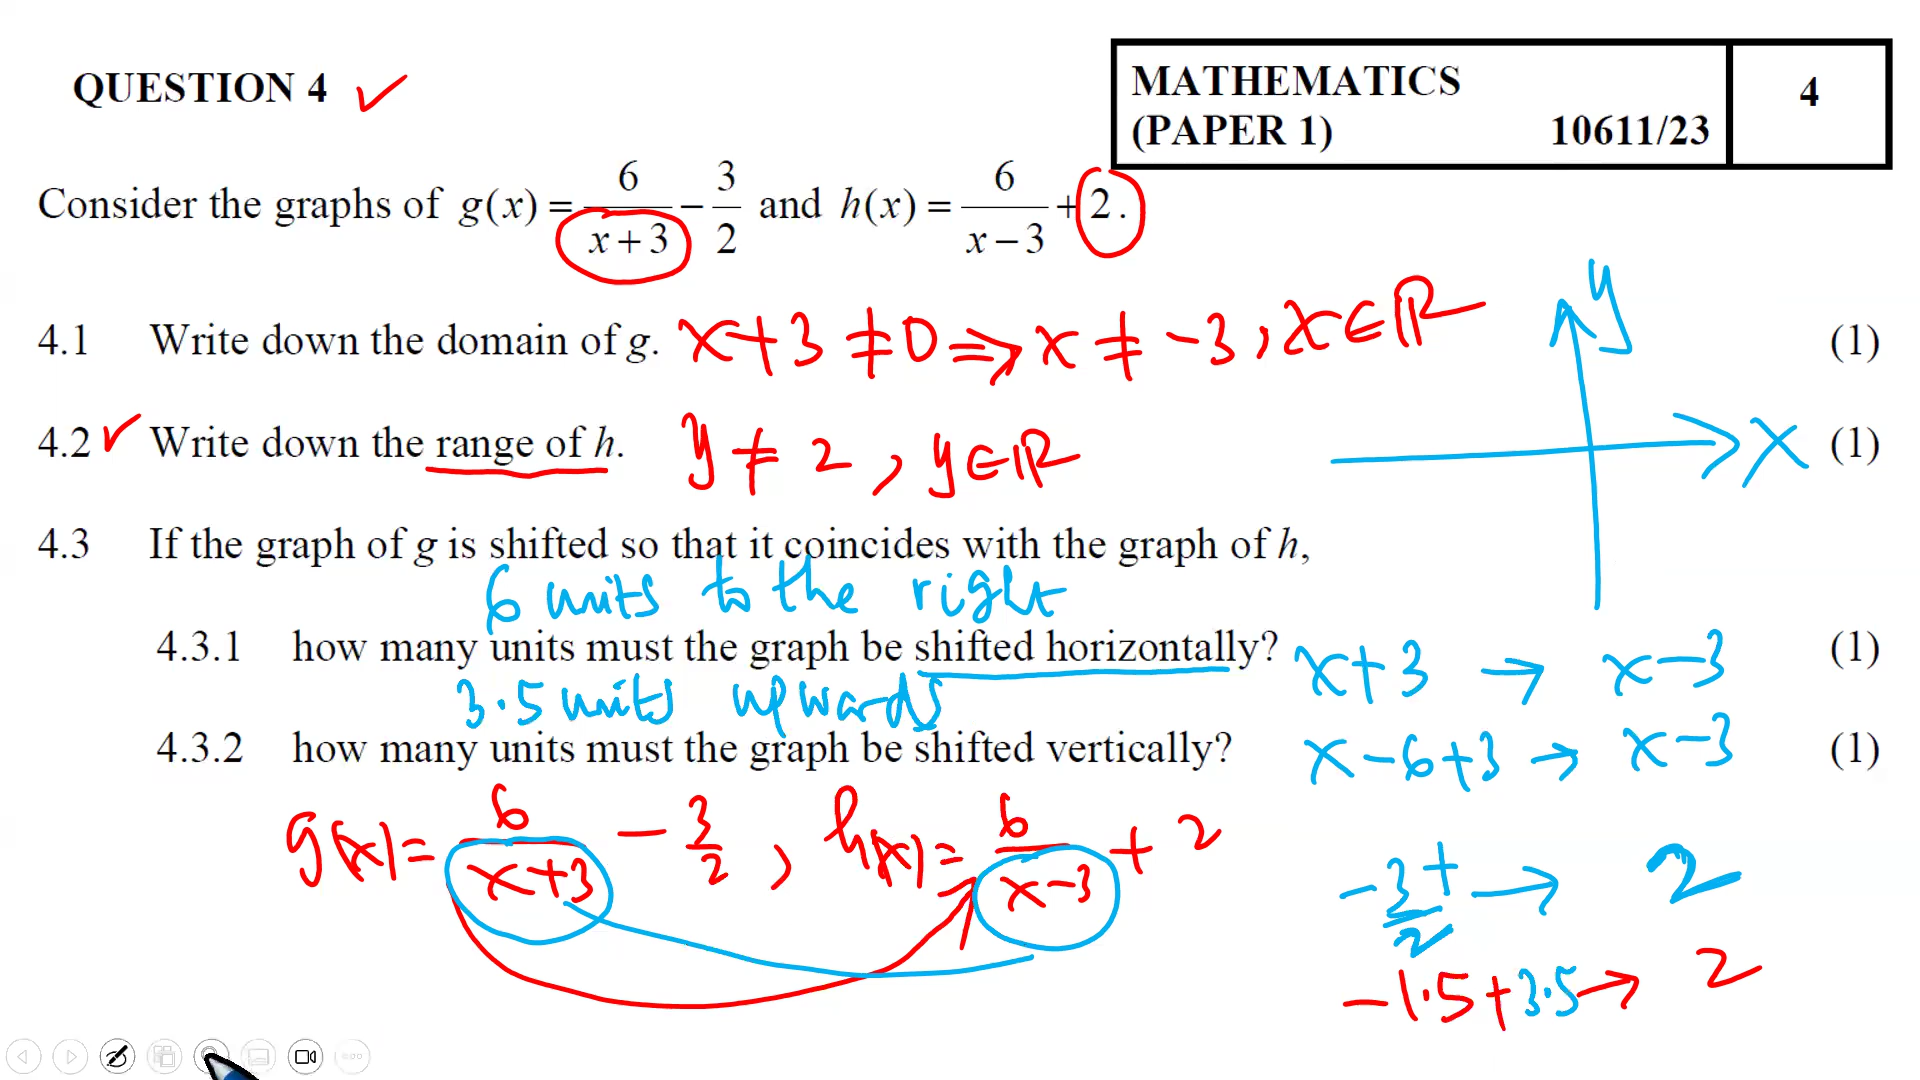 QUESTION 4 ✓
MATHEMATICS
(PAPER 1) 10611/23
4
Consider the graphs of g(x) = 6/(x + 3) − 3/2 and h(x) = 6/(x − 3) + 2.
4.1 Write down the domain of g. x+3 ≠ 0 ⇒ x ≠ -3, x ∈ ℝ (1)
y
x
4.2 ✓ Write down the range of h. y ≠ 2, y ∈ ℝ (1)
4.3 If the graph of g is shifted so that it coincides with the graph of h,
6 units to the right
4.3.1 how many units must the graph be shifted horizontally? (1)
x+3 → x-3
3.5 units upwards
4.3.2 how many units must the graph be shifted vertically? (1)
x-6+3 → x-3
g(x) = 6/(x+3) - 3/2, h(x) = 6/(x-3) + 2
-3/2 + → 2
-1.5+3.5 → 2